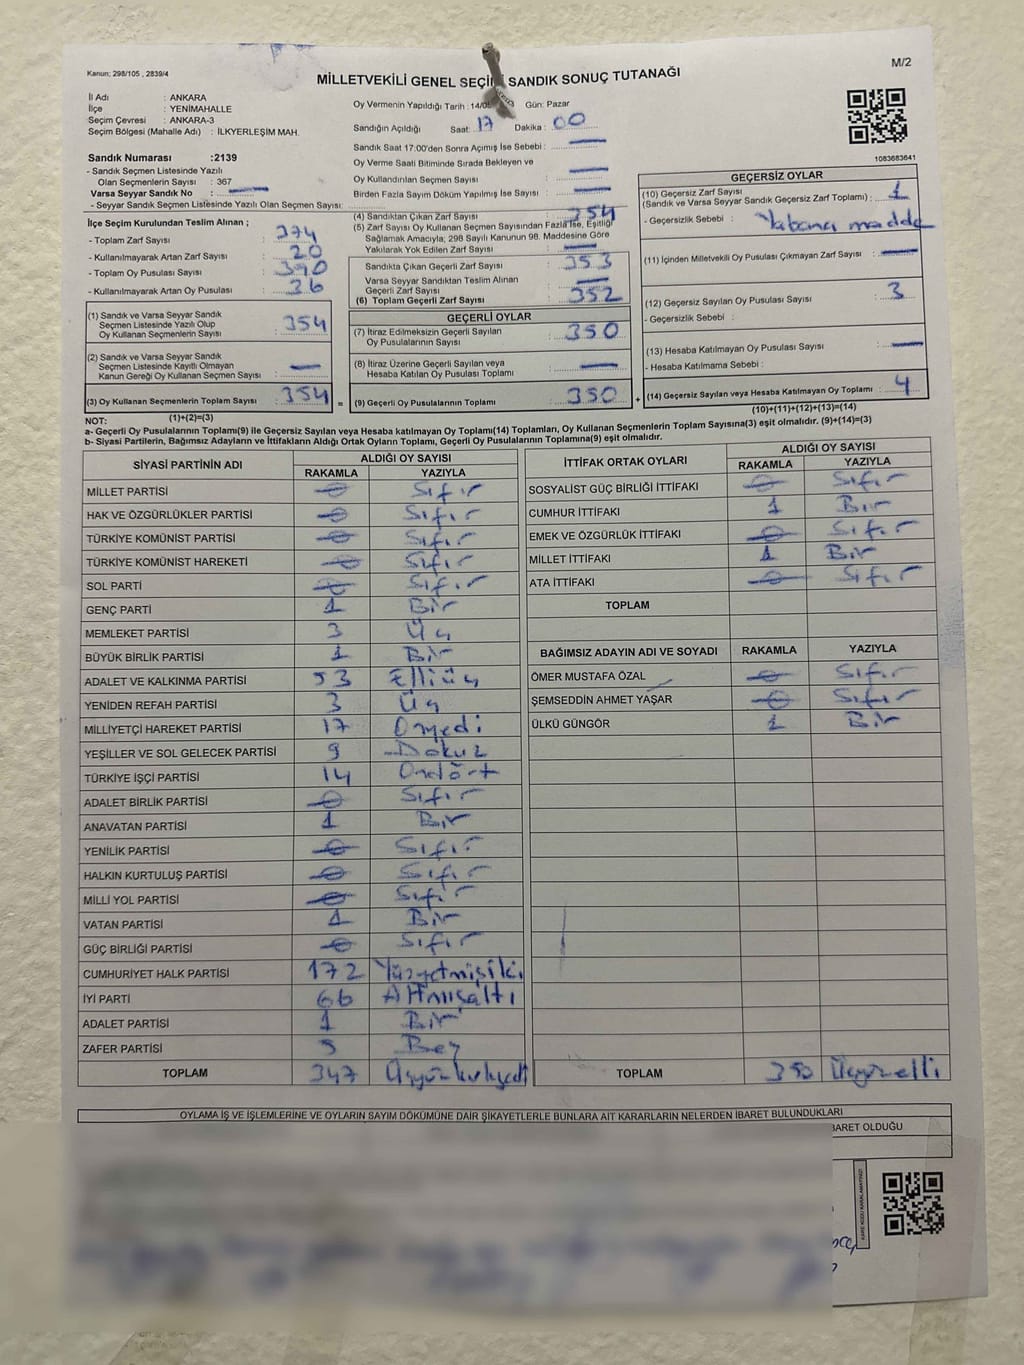 Kanun; 298/105 , 2839/4
MİLLETVEKİLİ GENEL SEÇİM SANDIK SONUÇ TUTANAĞI
M/2
İl Adı : ANKARA
İlçe : YENİMAHALLE
Seçim Çevresi : ANKARA-3
Seçim Bölgesi (Mahalle Adı) : İLKYERLEŞİM MAH.
Sandık Numarası :2139
- Sandık Seçmen Listesinde Yazılı
Olan Seçmenlerin Sayısı : 367
Varsa Seyyar Sandık No :
- Seyyar Sandık Seçmen Listesinde Yazılı Olan Seçmen Sayısı:
Oy Vermenin Yapıldığı Tarih : 14/0 Gün: Pazar
Sandığın Açıldığı Saat: 17 Dakika : 00
Sandık Saat 17:00'den Sonra Açımış İse Sebebi :
Oy Verme Saati Bitiminde Sırada Bekleyen ve
Oy Kullandırılan Seçmen Sayısı
Birden Fazla Sayım Döküm Yapılmış İse Sayısı
1083683641
İlçe Seçim Kurulundan Teslim Alınan ;
- Toplam Zarf Sayısı : 374
- Kullanılmayarak Artan Zarf Sayısı : 20
- Toplam Oy Pusulası Sayısı : 390
- Kullanılmayarak Artan Oy Pusulası : 36
(1) Sandık ve Varsa Seyyar Sandık
Seçmen Listesinde Yazılı Olup
Oy Kullanan Seçmenlerin Sayısı : 354
(2) Sandık ve Varsa Seyyar Sandık
Seçmen Listesinde Kayıtlı Olmayan
Kanun Gereği Oy Kullanan Seçmen Sayısı :
(3) Oy Kullanan Seçmenlerin Toplam Sayısı : 354
(1)+(2)=(3)
(4) Sandıktan Çıkan Zarf Sayısı : 354
(5) Zarf Sayısı Oy Kullanan Seçmen Sayısından Fazla İse, Eşitliği
Sağlamak Amacıyla; 298 Sayılı Kanunun 98. Maddesine Göre
Yakılarak Yok Edilen Zarf Sayısı :
Sandıkta Çıkan Geçerli Zarf Sayısı : 353
Varsa Seyyar Sandıktan Teslim Alınan
Geçerli Zarf Sayısı :
(6) Toplam Geçerli Zarf Sayısı : 352
GEÇERLİ OYLAR
(7) İtiraz Edilmeksizin Geçerli Sayılan
Oy Pusulalarının Sayısı : 350
(8) İtiraz Üzerine Geçerli Sayılan veya
Hesaba Katılan Oy Pusulası Toplamı :
= (9) Geçerli Oy Pusulalarının Toplamı : 350 +
GEÇERSİZ OYLAR
(10) Geçersiz Zarf Sayısı
(Sandık ve Varsa Seyyar Sandık Geçersiz Zarf Toplamı) : 1
- Geçersizlik Sebebi : Yabancı madde
(11) İçinden Milletvekili Oy Pusulası Çıkmayan Zarf Sayısı :
(12) Geçersiz Sayılan Oy Pusulası Sayısı : 3
- Geçersizlik Sebebi :
(13) Hesaba Katılmayan Oy Pusulası Sayısı :
- Hesaba Katılmama Sebebi :
(14) Geçersiz Sayılan veya Hesaba Katılmayan Oy Toplamı : 4
(10)+(11)+(12)+(13)=(14)
NOT:
a- Geçerli Oy Pusulalarının Toplamı(9) ile Geçersiz Sayılan veya Hesaba katılmayan Oy Toplamı(14) Toplamları, Oy Kullanan Seçmenlerin Toplam Sayısına(3) eşit olmalıdır. (9)+(14)=(3)
b- Siyasi Partilerin, Bağımsız Adayların ve İttifakların Aldığı Ortak Oyların Toplamı, Geçerli Oy Pusulalarının Toplamına(9) eşit olmalıdır.
SİYASİ PARTİNİN ADI ALDIĞI OY SAYISI
RAKAMLA YAZIYLA
MİLLET PARTİSİ 0 Sıfır
HAK VE ÖZGÜRLÜKLER PARTİSİ 0 Sıfır
TÜRKİYE KOMÜNİST PARTİSİ 0 Sıfır
TÜRKİYE KOMÜNİST HAREKETİ 0 Sıfır
SOL PARTİ 0 Sıfır
GENÇ PARTİ 1 Bir
MEMLEKET PARTİSİ 3 Üç
BÜYÜK BİRLİK PARTİSİ 1 Bir
ADALET VE KALKINMA PARTİSİ 53 Elliüç
YENİDEN REFAH PARTİSİ 3 Üç
MİLLİYETÇİ HAREKET PARTİSİ 17 Onyedi
YEŞİLLER VE SOL GELECEK PARTİSİ 9 Dokuz
TÜRKİYE İŞÇİ PARTİSİ 14 Ondört
ADALET BİRLİK PARTİSİ 0 Sıfır
ANAVATAN PARTİSİ 1 Bir
YENİLİK PARTİSİ 0 Sıfır
HALKIN KURTULUŞ PARTİSİ 0 Sıfır
MİLLİ YOL PARTİSİ 0 Sıfır
VATAN PARTİSİ 1 Bir
GÜÇ BİRLİĞİ PARTİSİ 0 Sıfır
CUMHURİYET HALK PARTİSİ 172 Yüzyetmişiki
İYİ PARTİ 66 Altmışaltı
ADALET PARTİSİ 1 Bir
ZAFER PARTİSİ 5 Beş
TOPLAM 347 Üçyüzkırkyedi
İTTİFAK ORTAK OYLARI ALDIĞI OY SAYISI
RAKAMLA YAZIYLA
SOSYALİST GÜÇ BİRLİĞİ İTTİFAKI 0 Sıfır
CUMHUR İTTİFAKI 1 Bir
EMEK VE ÖZGÜRLÜK İTTİFAKI 0 Sıfır
MİLLET İTTİFAKI 1 Bir
ATA İTTİFAKI 0 Sıfır
TOPLAM
BAĞIMSIZ ADAYIN ADI VE SOYADI RAKAMLA YAZIYLA
ÖMER MUSTAFA ÖZAL 0 Sıfır
ŞEMSEDDİN AHMET YAŞAR 0 Sıfır
ÜLKÜ GÜNGÖR 1 Bir
TOPLAM 350 Üçyüzelli
OYLAMA İŞ VE İŞLEMLERİNE VE OYLARIN SAYIM DÖKÜMÜNE DAİR ŞİKAYETLERLE BUNLARA AİT KARARLARIN NELERDEN İBARET BULUNDUKLARI
BARET OLDUĞU